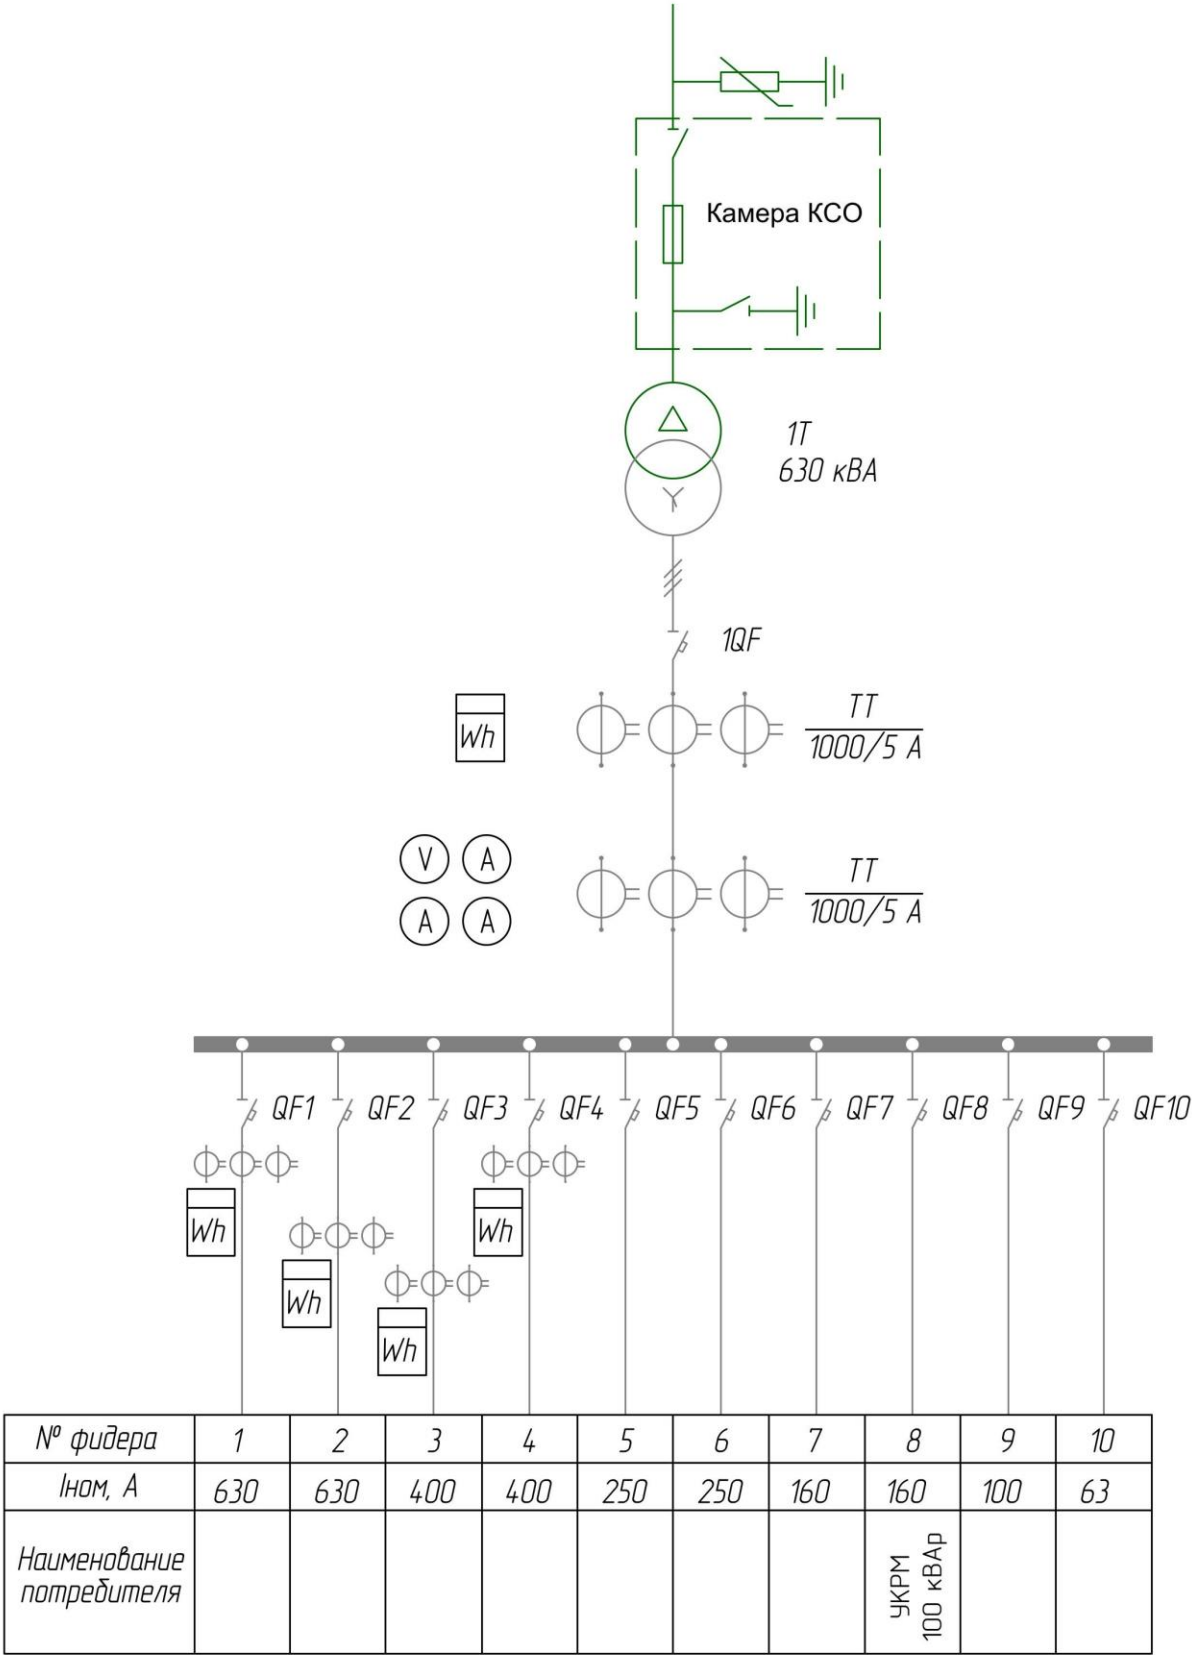 Камера КСО
1T
630 кВА
1QF
Wh
ТТ
1000/5 А
V A
A A
ТТ
1000/5 А
QF1 QF2 QF3 QF4 QF5 QF6 QF7 QF8 QF9 QF10
Wh
Wh
Wh
Wh
№ фидера 1 2 3 4 5 6 7 8 9 10
Iном, А 630 630 400 400 250 250 160 160 100 63
Наименование
потребителя
УКРМ
100 кВАр